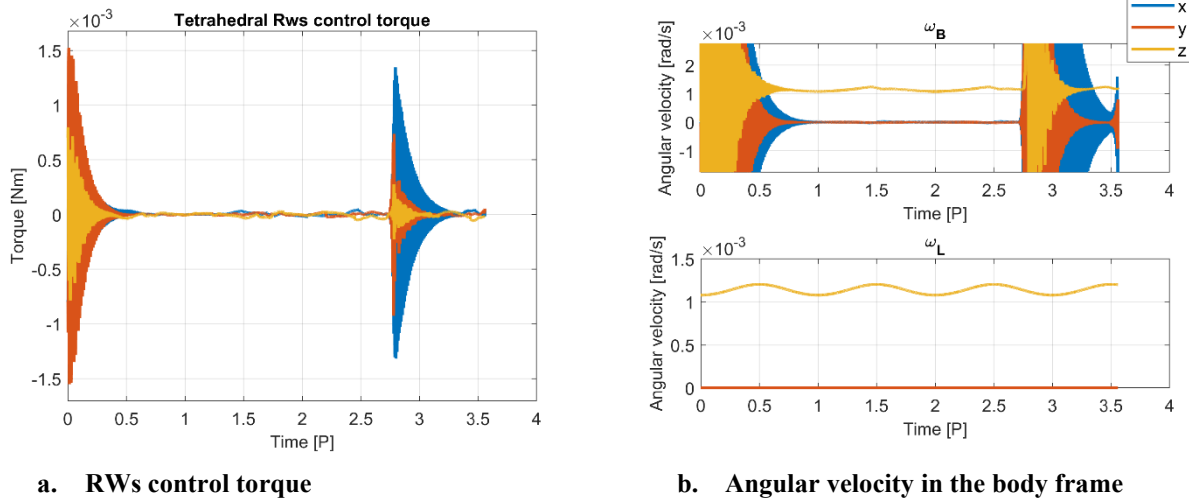 Tetrahedral Rws control torque
×10⁻³
Torque [Nm]
1.5
1
0.5
0
-0.5
-1
-1.5
0 0.5 1 1.5 2 2.5 3 3.5 4
Time [P]
a. RWs control torque
x
y
z
ω_B
×10⁻³
Angular velocity [rad/s]
2
1
0
-1
0 0.5 1 1.5 2 2.5 3 3.5 4
Time [P]
ω_L
×10⁻³
Angular velocity [rad/s]
1.5
1
0.5
0
0 0.5 1 1.5 2 2.5 3 3.5 4
Time [P]
b. Angular velocity in the body frame